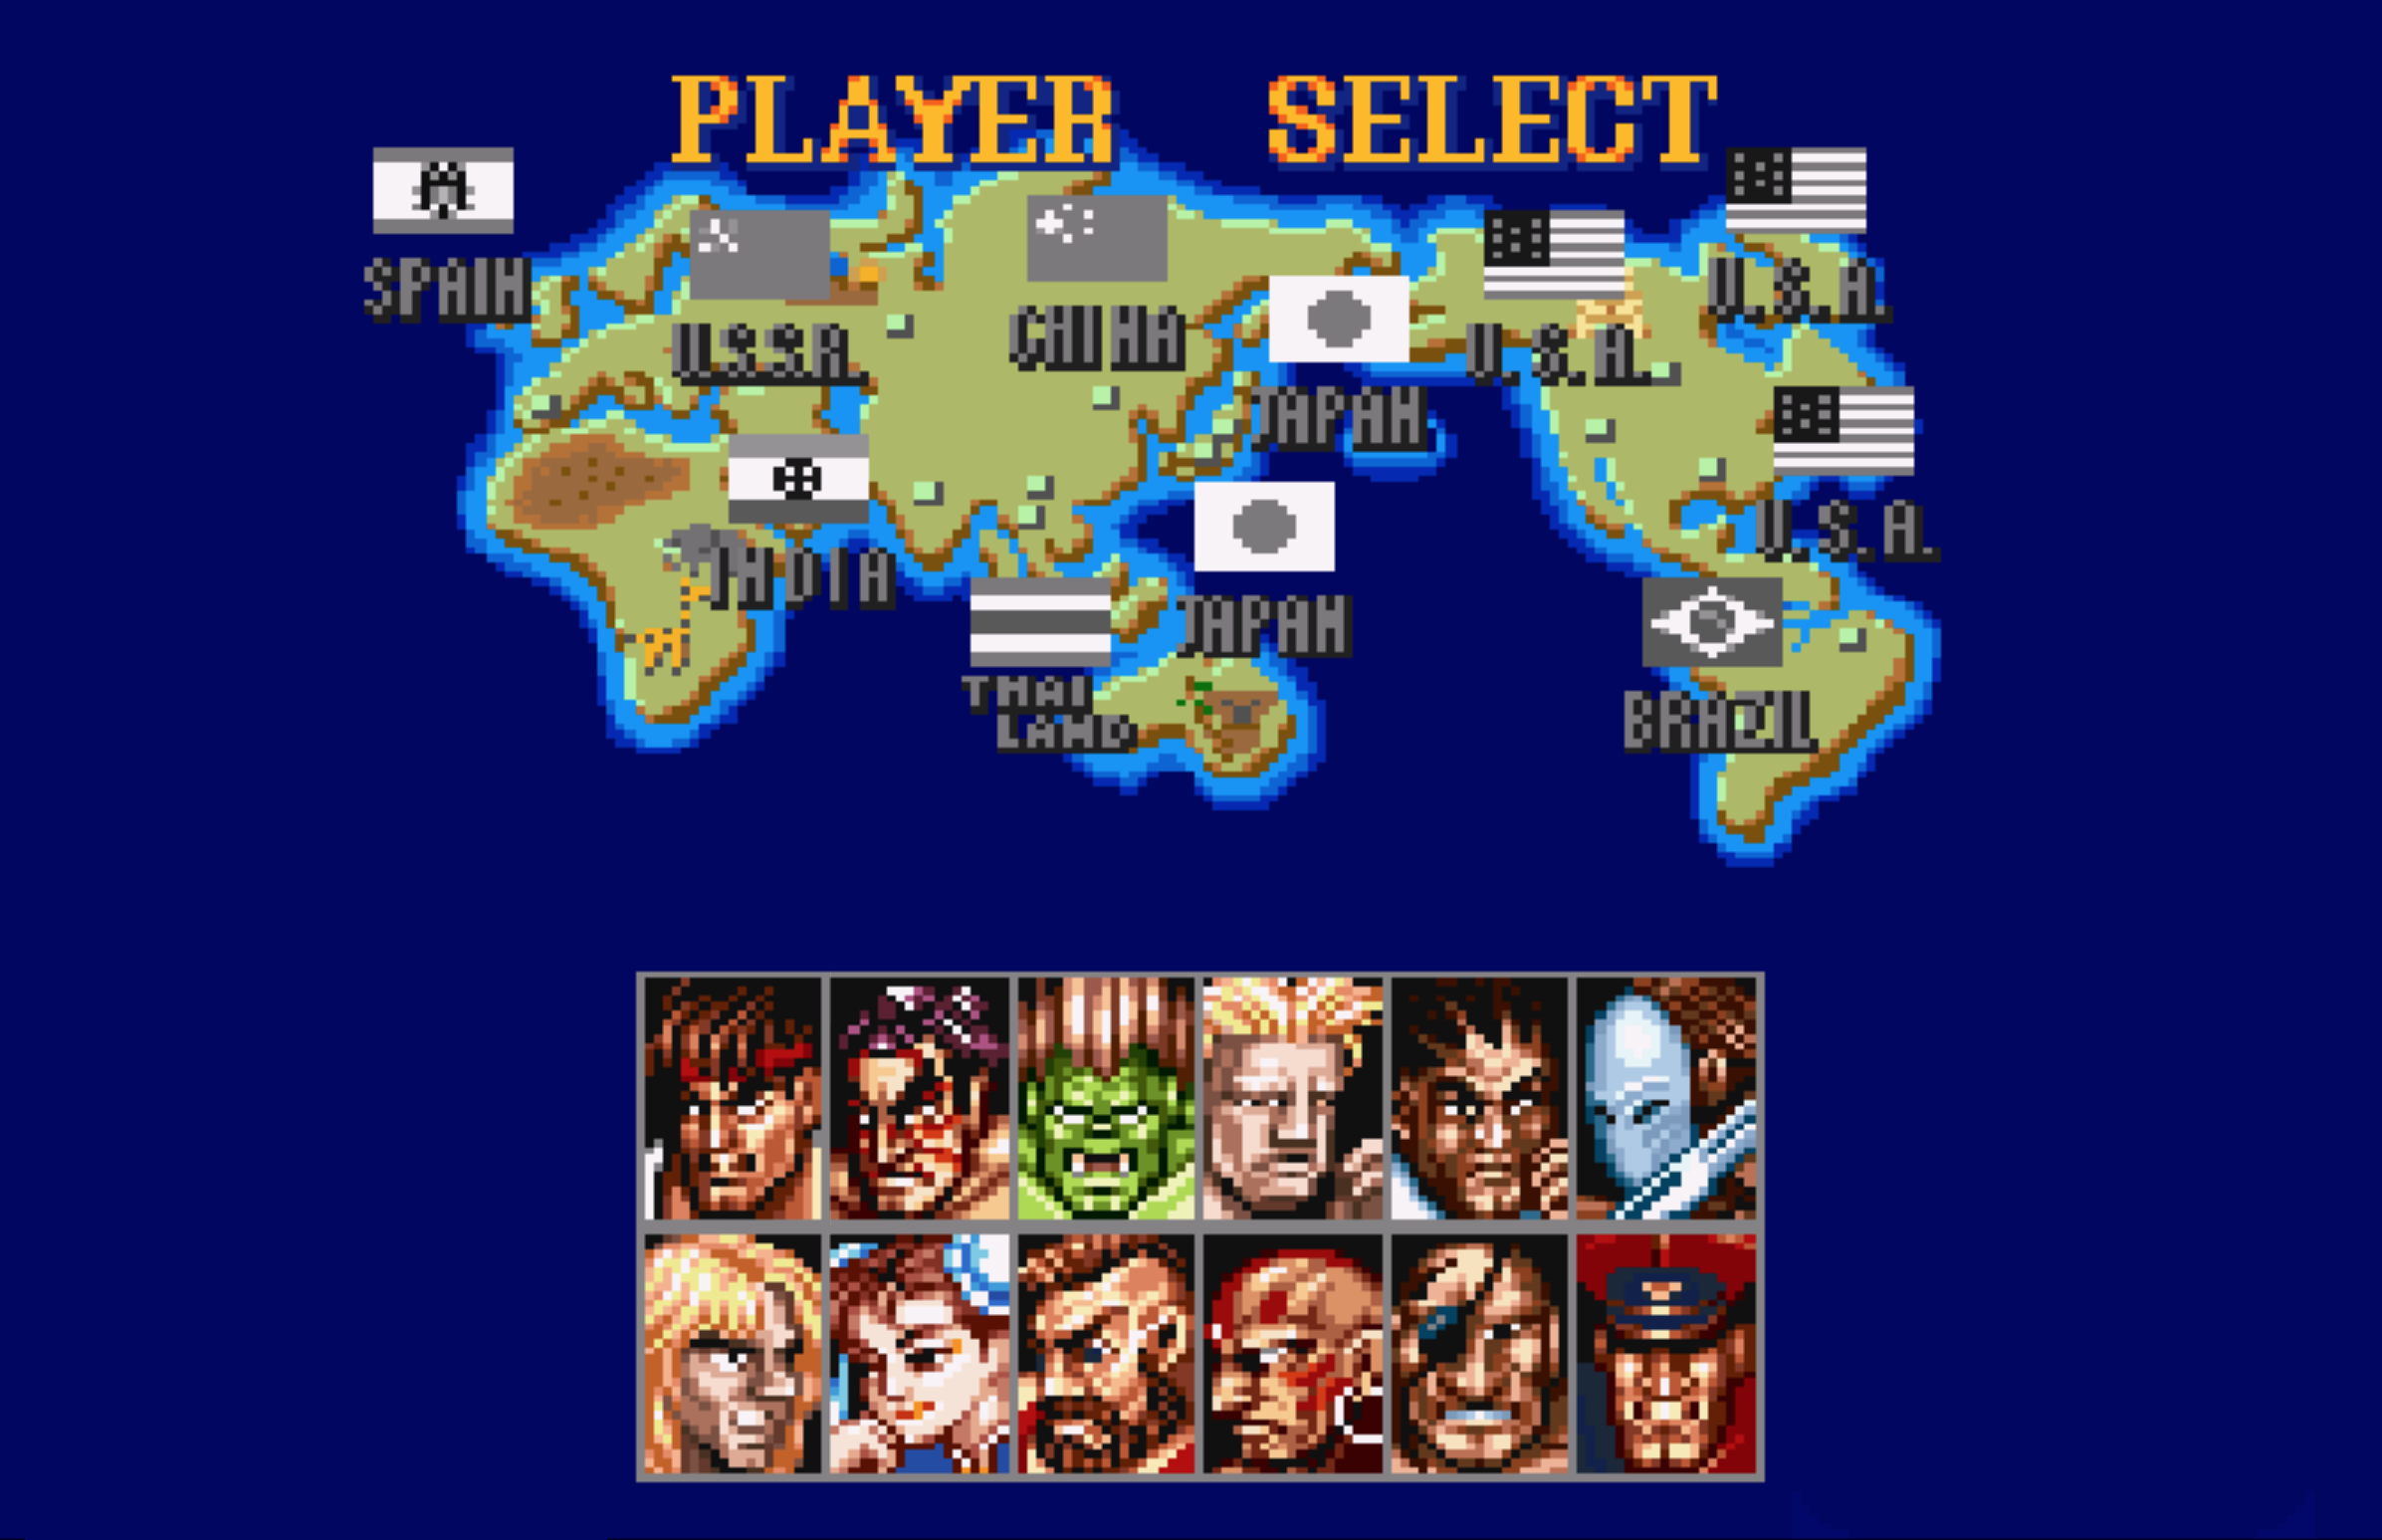 PLAYER SELECT
SPAIN
U.S.S.R.
CHINA
JAPAN
U.S.A.
U.S.A.
U.S.A.
INDIA
JAPAN
THAI
LAND
BRAZIL